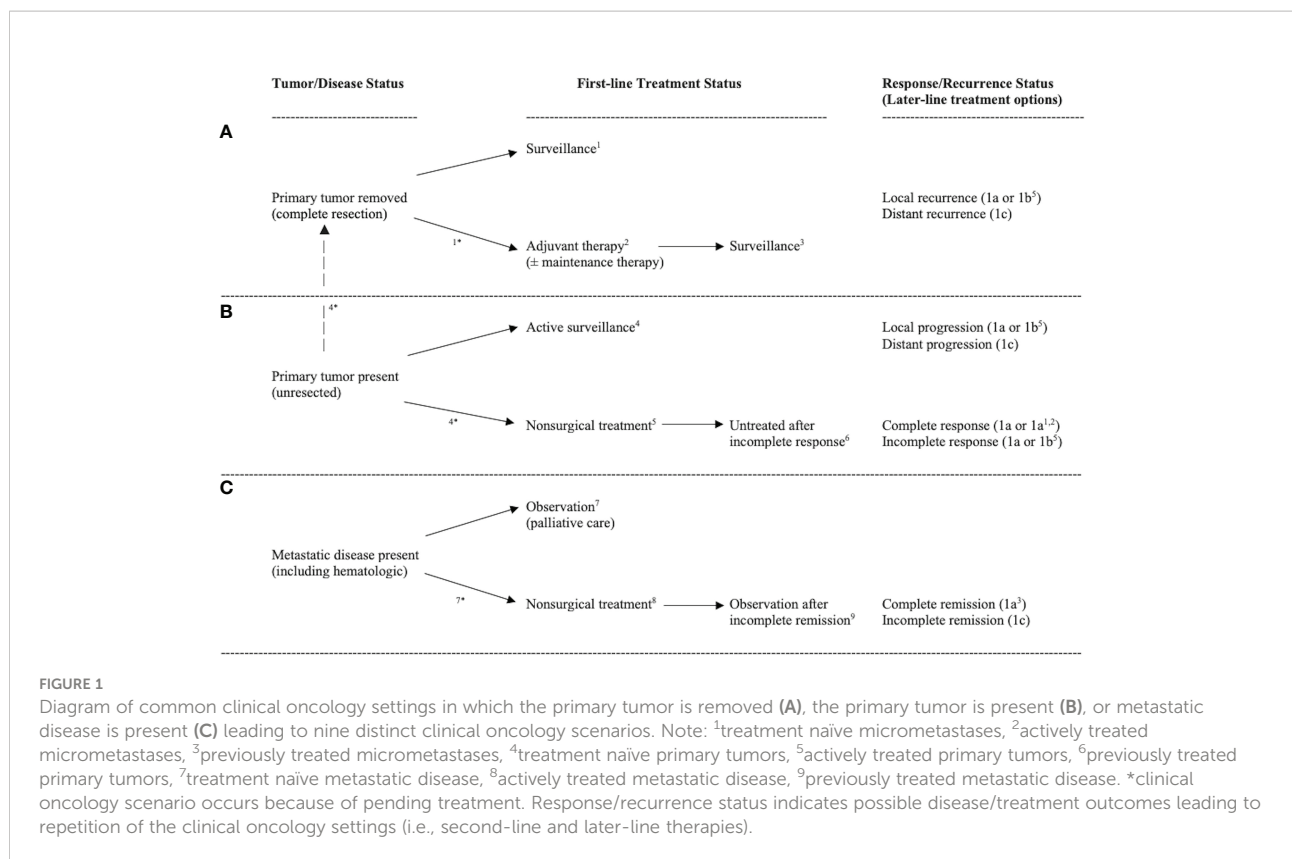 Tumor/Disease Status
First-line Treatment Status
Response/Recurrence Status
(Later-line treatment options)
A
Surveillance¹
Primary tumor removed
(complete resection)
Local recurrence (1a or 1b⁵)
Distant recurrence (1c)
1*
Adjuvant therapy²
(± maintenance therapy)
Surveillance³
4*
B
Active surveillance⁴
Local progression (1a or 1b⁵)
Distant progression (1c)
Primary tumor present
(unresected)
4*
Nonsurgical treatment⁵
Untreated after
incomplete response⁶
Complete response (1a or 1a¹,²)
Incomplete response (1a or 1b⁵)
C
Observation⁷
(palliative care)
Metastatic disease present
(including hematologic)
7*
Nonsurgical treatment⁸
Observation after
incomplete remission⁹
Complete remission (1a³)
Incomplete remission (1c)
FIGURE 1
Diagram of common clinical oncology settings in which the primary tumor is removed (A), the primary tumor is present (B), or metastatic
disease is present (C) leading to nine distinct clinical oncology scenarios. Note: ¹treatment naïve micrometastases, ²actively treated
micrometastases, ³previously treated micrometastases, ⁴treatment naïve primary tumors, ⁵actively treated primary tumors, ⁶previously treated
primary tumors, ⁷treatment naïve metastatic disease, ⁸actively treated metastatic disease, ⁹previously treated metastatic disease. *clinical
oncology scenario occurs because of pending treatment. Response/recurrence status indicates possible disease/treatment outcomes leading to
repetition of the clinical oncology settings (i.e., second-line and later-line therapies).